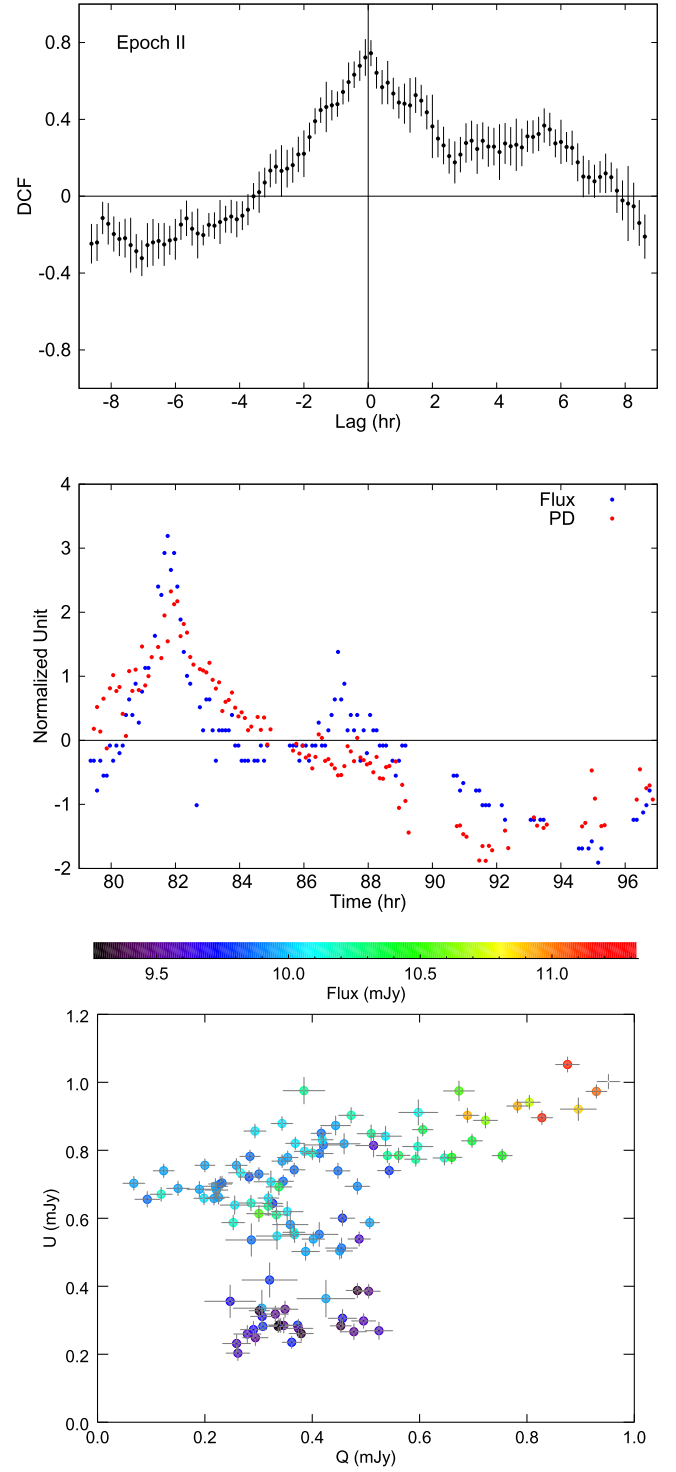 Epoch II
0.8
0.4
0
-0.4
-0.8
DCF
-8 -6 -4 -2 0 2 4 6 8
Lag (hr)
Flux
PD
4
3
2
1
0
-1
-2
Normalized Unit
80 82 84 86 88 90 92 94 96
Time (hr)
9.5 10.0 10.5 11.0
Flux (mJy)
1.2
1.0
0.8
0.6
0.4
0.2
0.0
U (mJy)
0.0 0.2 0.4 0.6 0.8 1.0
Q (mJy)